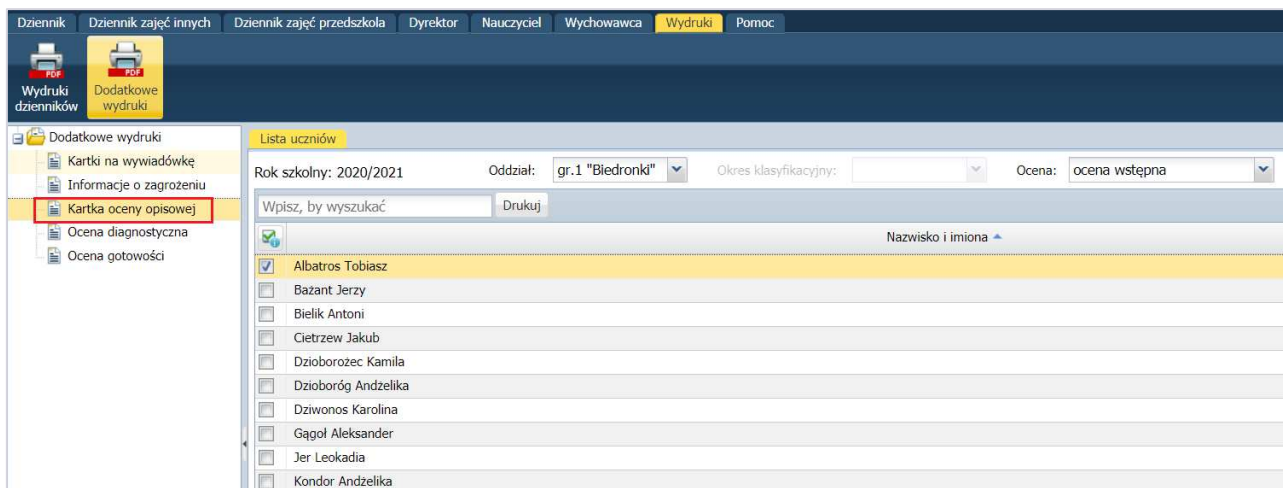 Dziennik Dziennik zajęć innych Dziennik zajęć przedszkola Dyrektor Nauczyciel Wychowawca Wydruki Pomoc
PDF PDF
Wydruki dzienników
Dodatkowe wydruki
Dodatkowe wydruki
Kartki na wywiadówkę
Informacje o zagrożeniu
Kartka oceny opisowej
Ocena diagnostyczna
Ocena gotowości
Lista uczniów
Rok szkolny: 2020/2021 Oddział: gr.1 "Biedronki" Okres klasyfikacyjny: Ocena: ocena wstępna
Wpisz, by wyszukać Drukuj
Nazwisko i imiona
Albatros Tobiasz
Bażant Jerzy
Bielik Antoni
Cietrzew Jakub
Dzioborożec Kamila
Dzioboróg Andżelika
Dziwonos Karolina
Gągoł Aleksander
Jer Leokadia
Kondor Andżelika